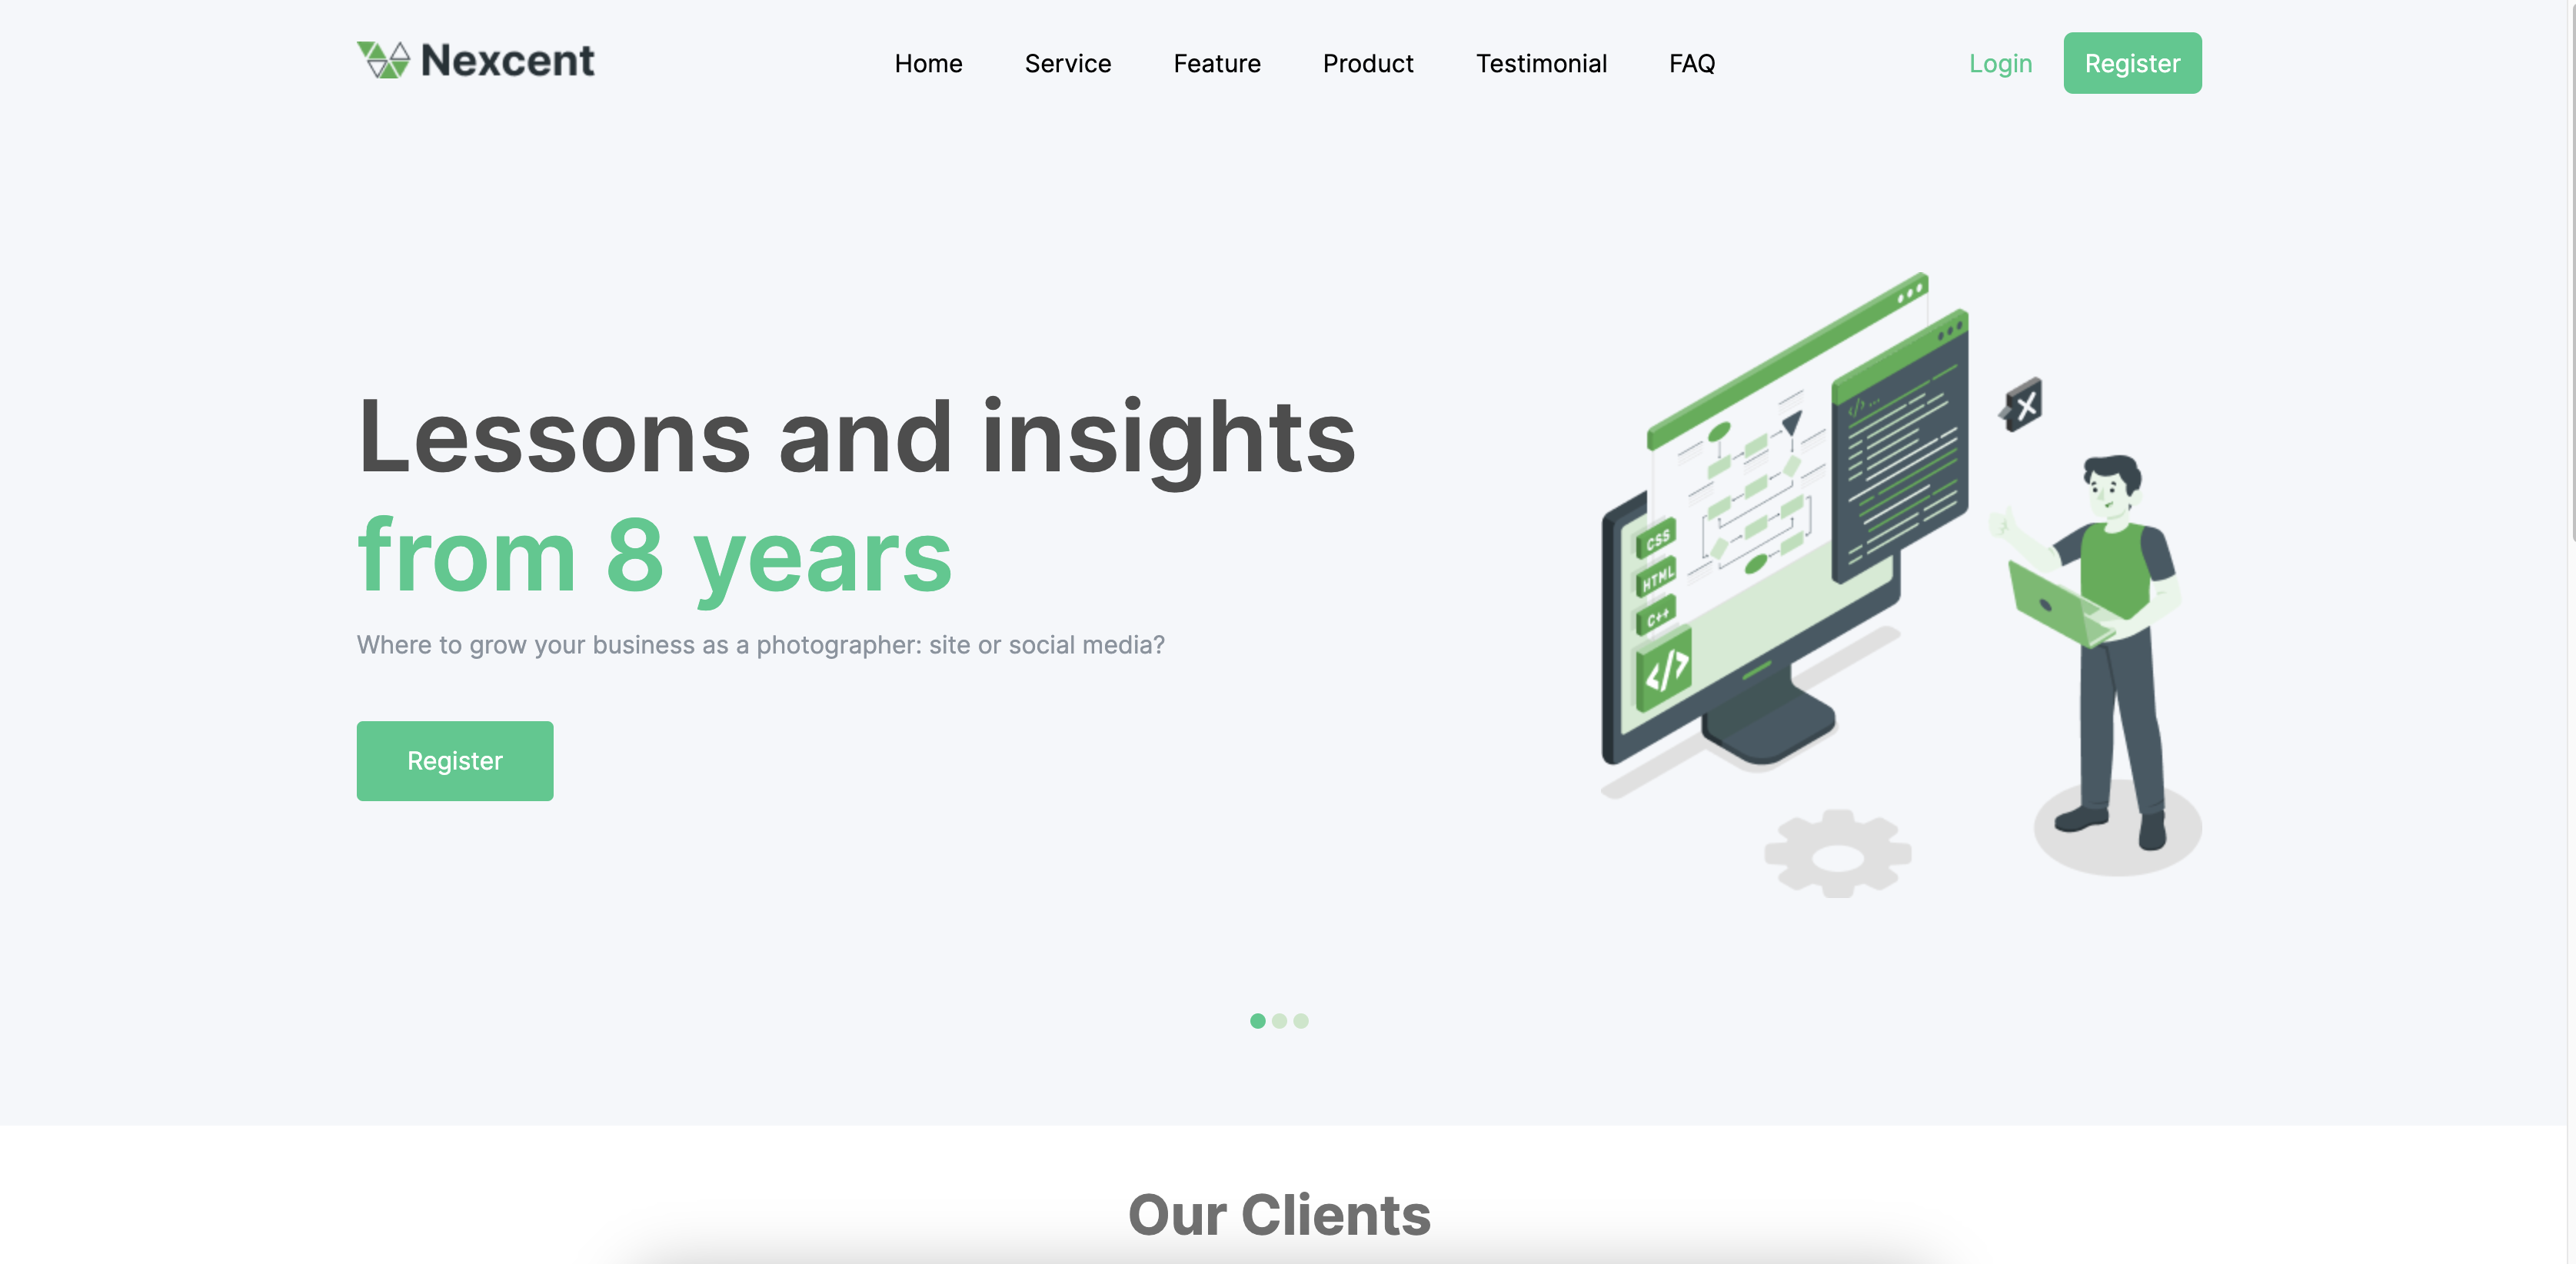 Nexcent
Home Service Feature Product Testimonial FAQ
Login Register
Lessons and insights
from 8 years
Where to grow your business as a photographer: site or social media?
Register
CSS
HTML
C++
</>
</> ...
X
Our Clients